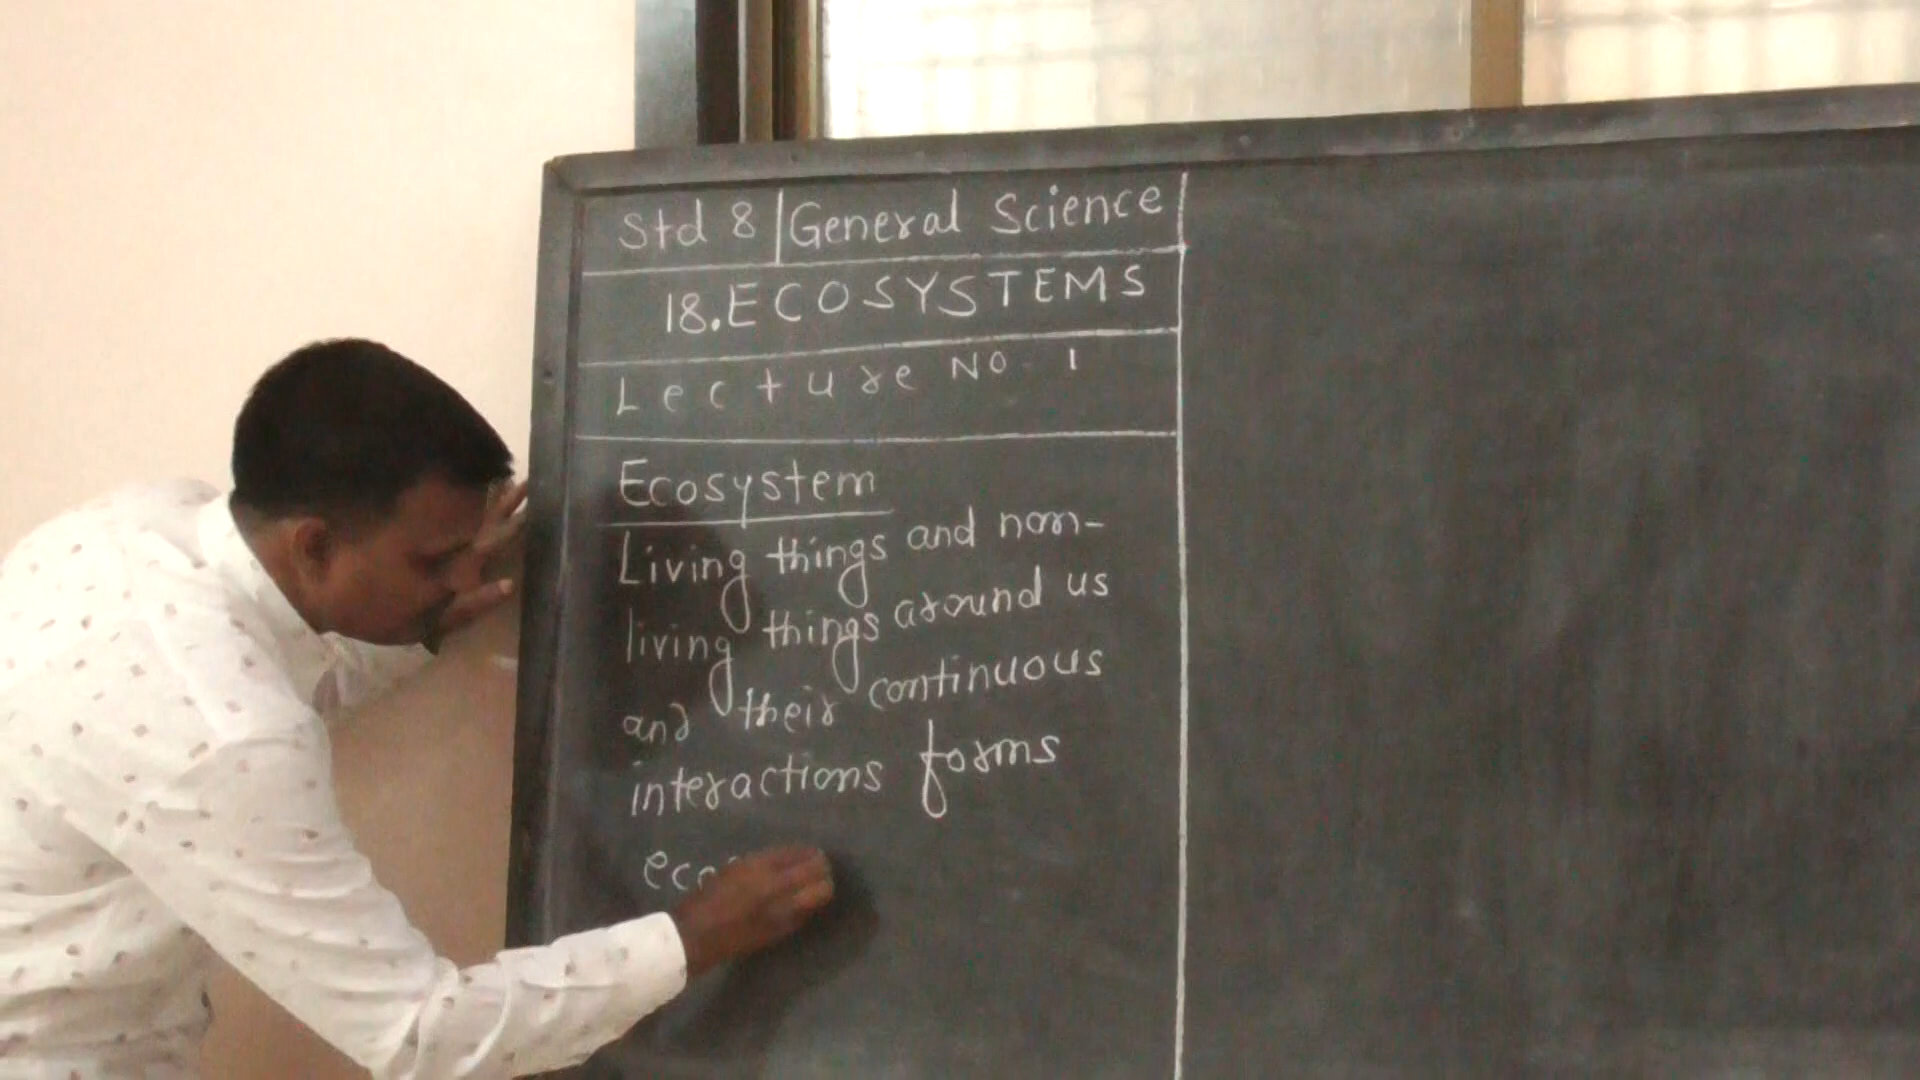 Std 8 | General Science
18. ECOSYSTEMS
Lecture No. 1
Ecosystem
Living things and non-
living things around us
and their continuous
interactions forms